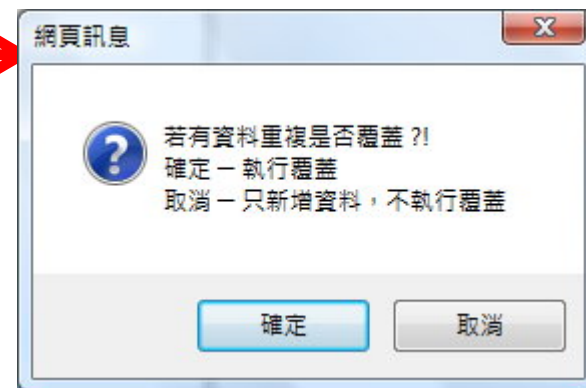 網頁訊息
若有資料重複是否覆蓋 ?!
確定 — 執行覆蓋
取消 — 只新增資料，不執行覆蓋
確定
取消